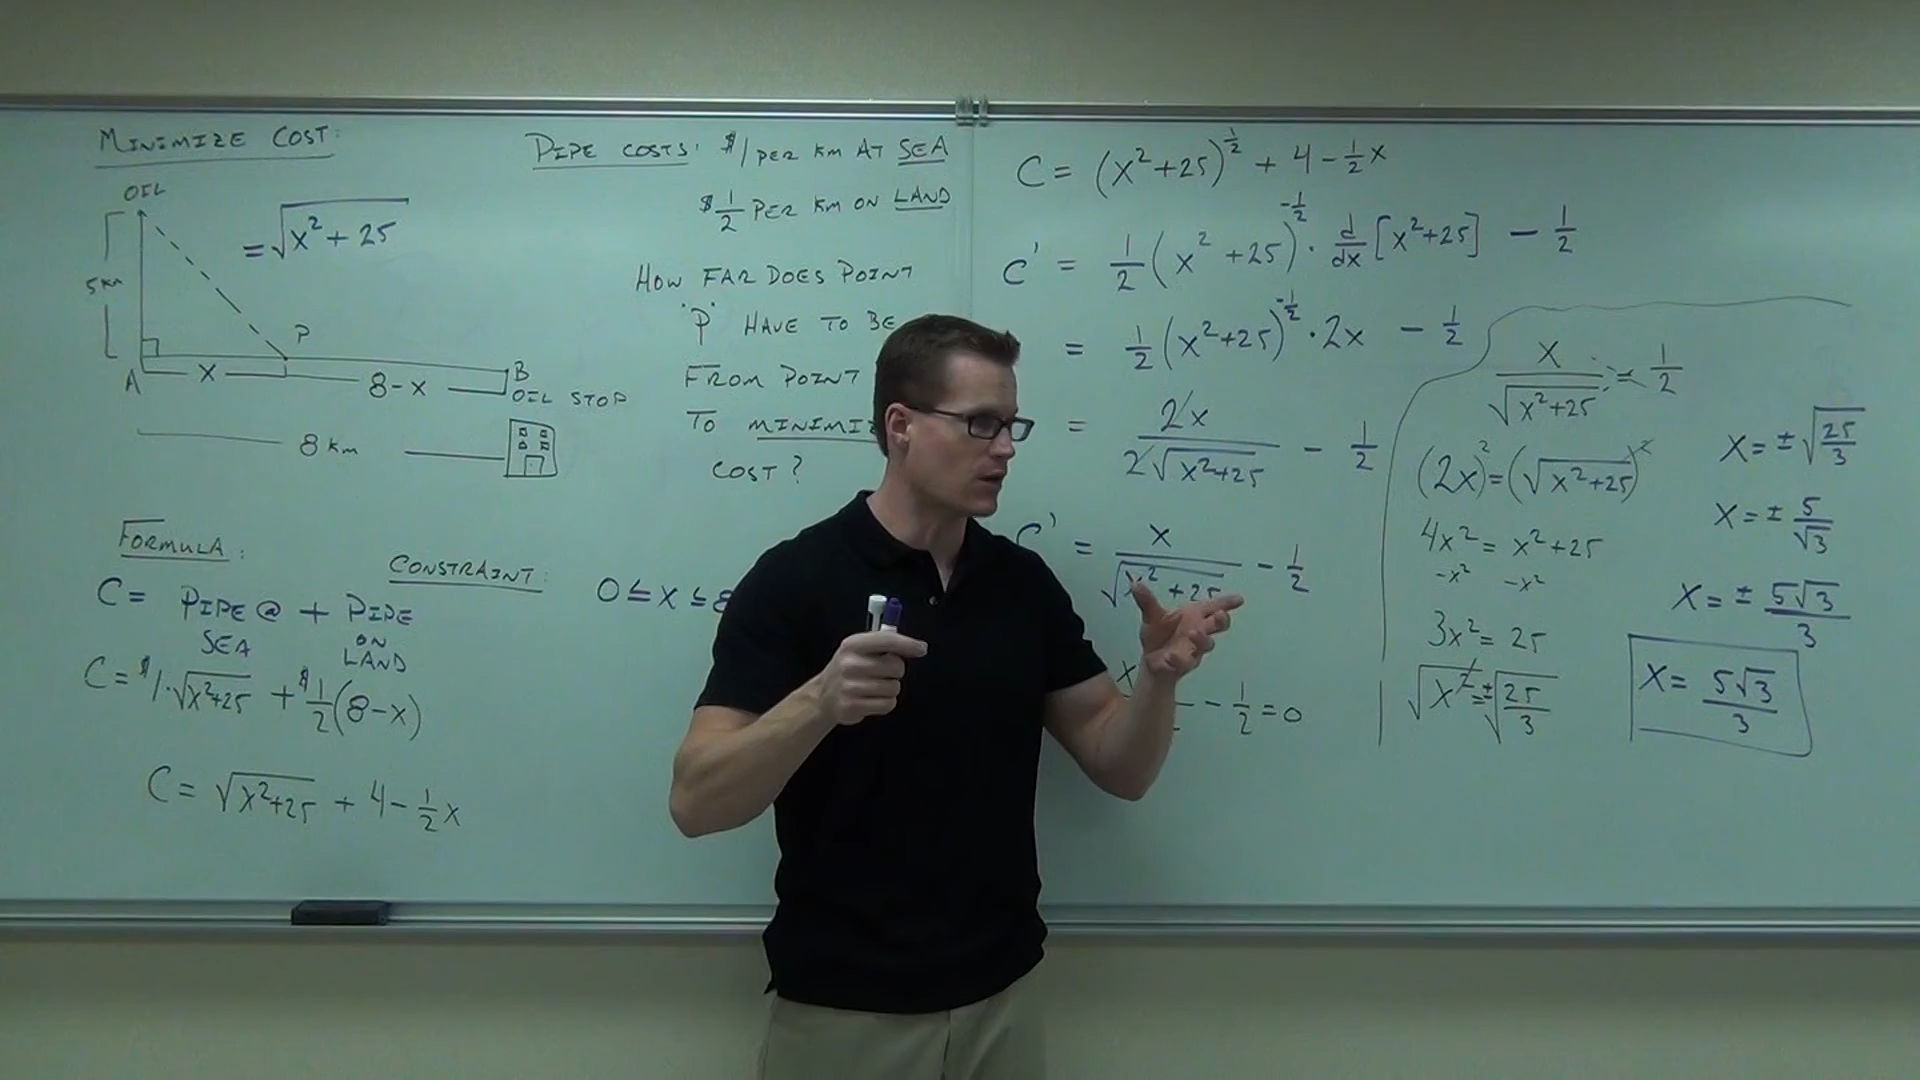 MINIMIZE COST:
OIL
= √(x² + 25)
5 KM
P
A
x
8-x
B
OIL STOP
8 KM
PIPE COSTS: $1 PER KM AT SEA
$ 1/2 PER KM ON LAND
HOW FAR DOES POINT
"P" HAVE TO BE
FROM POINT
TO MINIMIZ
COST?
FORMULA:
C = PIPE @ SEA + PIPE ON LAND
C = $1·√(x²+25) + $ 1/2 (8-x)
C = √(x²+25) + 4 - 1/2 x
CONSTRAINT:
0 ≤ x ≤ 8
C = (x²+25)^(1/2) + 4 - 1/2 x
C' = 1/2 (x² +25)^(-1/2) · d/dx [x²+25] - 1/2
= 1/2 (x²+25)^(-1/2) · 2x - 1/2
= 2x / 2√(x²+25) - 1/2
C' = x / √(x²+25) - 1/2
x
- 1/2 = 0
x / √(x²+25) = 1/2
(2x)² = (√(x²+25))²
4x² = x²+25
-x² -x²
3x² = 25
√x² = ±√(25/3)
x = ± √(25/3)
x = ± 5/√3
x = ± 5√3/3
x = 5√3/3